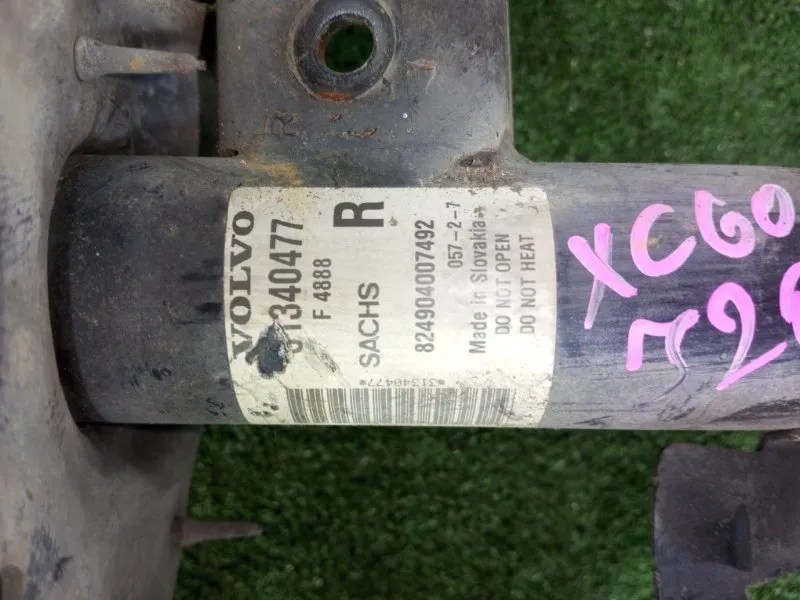 VOLVO
31340477
F 4888
R
SACHS
824904007492
057-2-7
Made in Slovakia
DO NOT OPEN
DO NOT HEAT
*31340477*
XC60